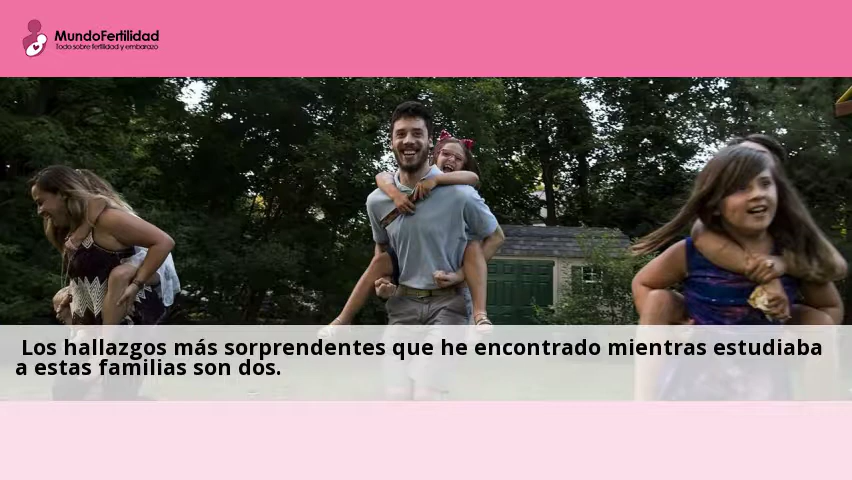 MundoFertilidad
Todo sobre fertilidad y embarazo
Los hallazgos más sorprendentes que he encontrado mientras estudiaba
a estas familias son dos.